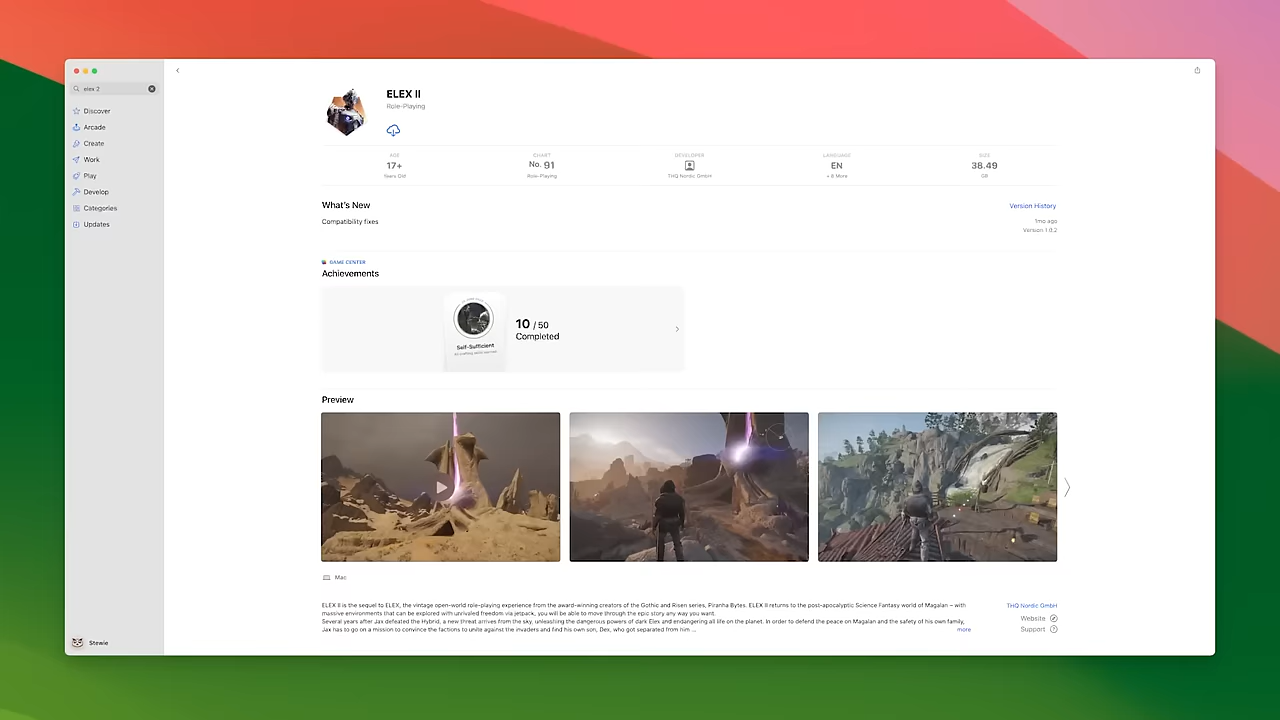 elex 2
Discover
Arcade
Create
Work
Play
Develop
Categories
Updates
Stewie
ELEX II
Role-Playing
AGE
17+
Years Old
CHART
No. 91
Role-Playing
DEVELOPER
THQ Nordic GmbH
LANGUAGE
EN
+ 8 More
SIZE
38.49
GB
What's New
Version History
Compatibility fixes
1mo ago
Version 1.0.2
GAME CENTER
Achievements
Self-Sufficient
10 / 50
Completed
Preview
Mac
ELEX II is the sequel to ELEX, the vintage open-world role-playing experience from the award-winning creators of the Gothic and Risen series, Piranha Bytes. ELEX II returns to the post-apocalyptic Science Fantasy world of Magalan – with
massive environments that can be explored with unrivaled freedom via jetpack, you will be able to move through the epic story any way you want.
Several years after Jax defeated the Hybrid, a new threat arrives from the sky, unleashing the dangerous powers of dark Elex and endangering all life on the planet. In order to defend the peace on Magalan and the safety of his own family,
Jax has to go on a mission to convince the factions to unite against the invaders and find his own son, Dex, who got separated from him ...
more
THQ Nordic GmbH
Website
Support